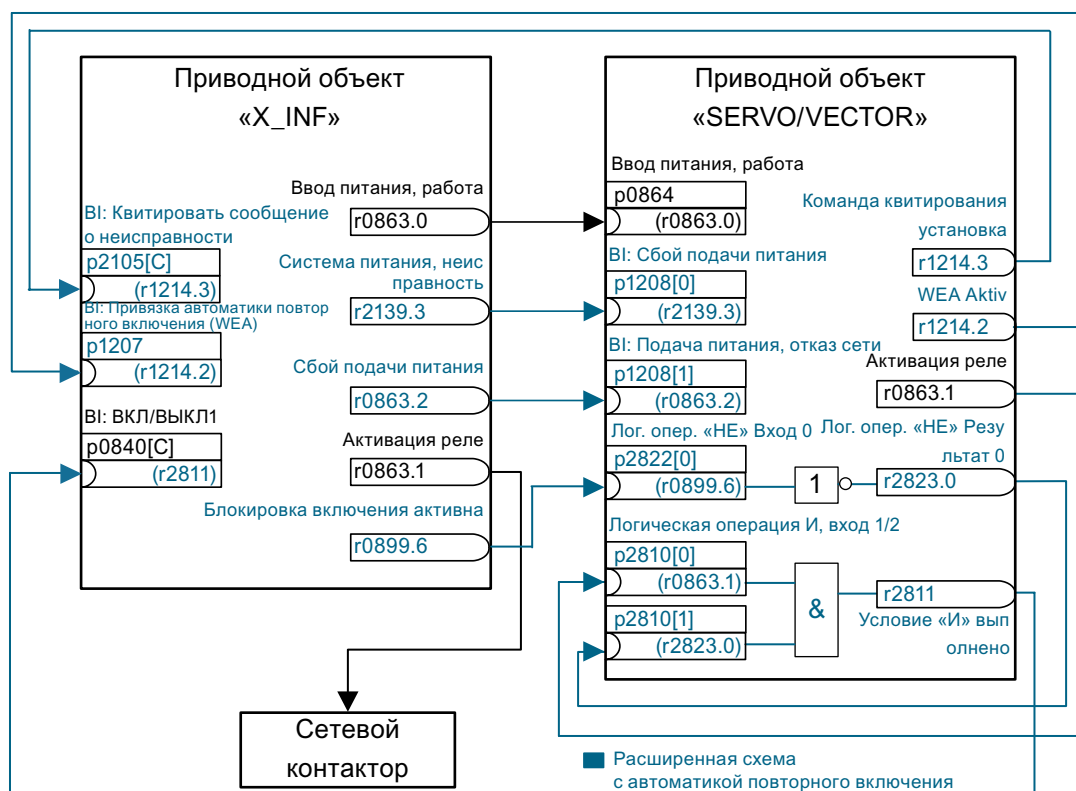 Приводной объект
«X_INF»
Ввод питания, работа
r0863.0
BI: Квитировать сообщение
о неисправности
p2105[C]
(r1214.3)
Система питания, неис
правность
r2139.3
BI: Привязка автоматики повтор
ного включения (WEA)
p1207
(r1214.2)
Сбой подачи питания
r0863.2
BI: ВКЛ/ВЫКЛ1
p0840[C]
(r2811)
Активация реле
r0863.1
Блокировка включения активна
r0899.6
Сетевой
контактор
Приводной объект
«SERVO/VECTOR»
Ввод питания, работа
p0864
(r0863.0)
Команда квитирования
установка
r1214.3
BI: Сбой подачи питания
p1208[0]
(r2139.3)
WEA Aktiv
r1214.2
BI: Подача питания, отказ сети
p1208[1]
(r0863.2)
Активация реле
r0863.1
Лог. опер. «НЕ» Вход 0
p2822[0]
(r0899.6)
1
Лог. опер. «НЕ» Резу
льтат 0
r2823.0
Логическая операция И, вход 1/2
p2810[0]
(r0863.1)
p2810[1]
(r2823.0)
&
r2811
Условие «И» вып
олнено
Расширенная схема
с автоматикой повторного включения